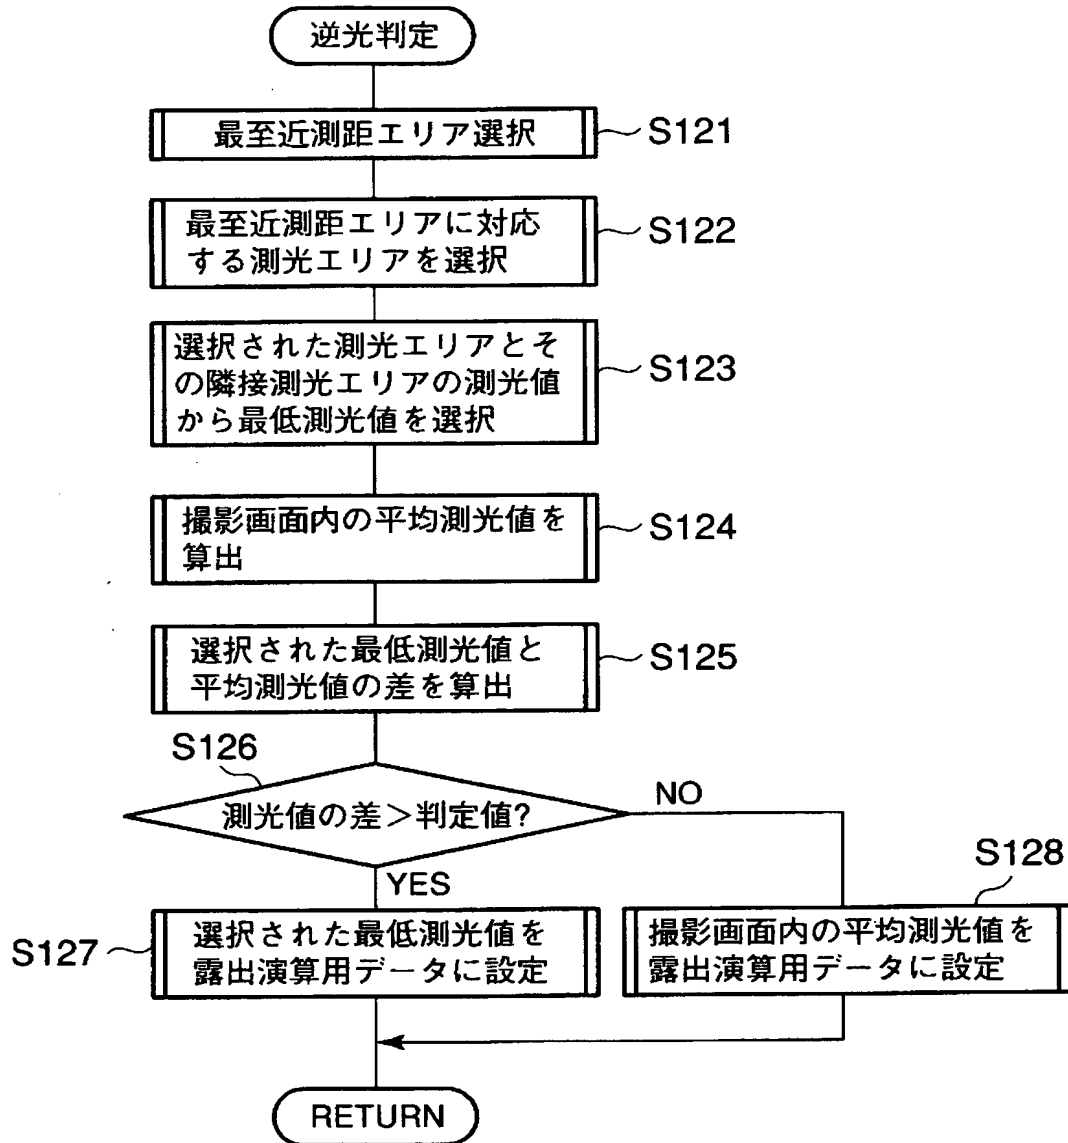 逆光判定
最至近測距エリア選択
S121
最至近測距エリアに対応
する測光エリアを選択
S122
選択された測光エリアとそ
の隣接測光エリアの測光値
から最低測光値を選択
S123
撮影画面内の平均測光値を
算出
S124
選択された最低測光値と
平均測光値の差を算出
S125
S126
測光値の差＞判定値?
NO
YES
S127
選択された最低測光値を
露出演算用データに設定
S128
撮影画面内の平均測光値を
露出演算用データに設定
RETURN